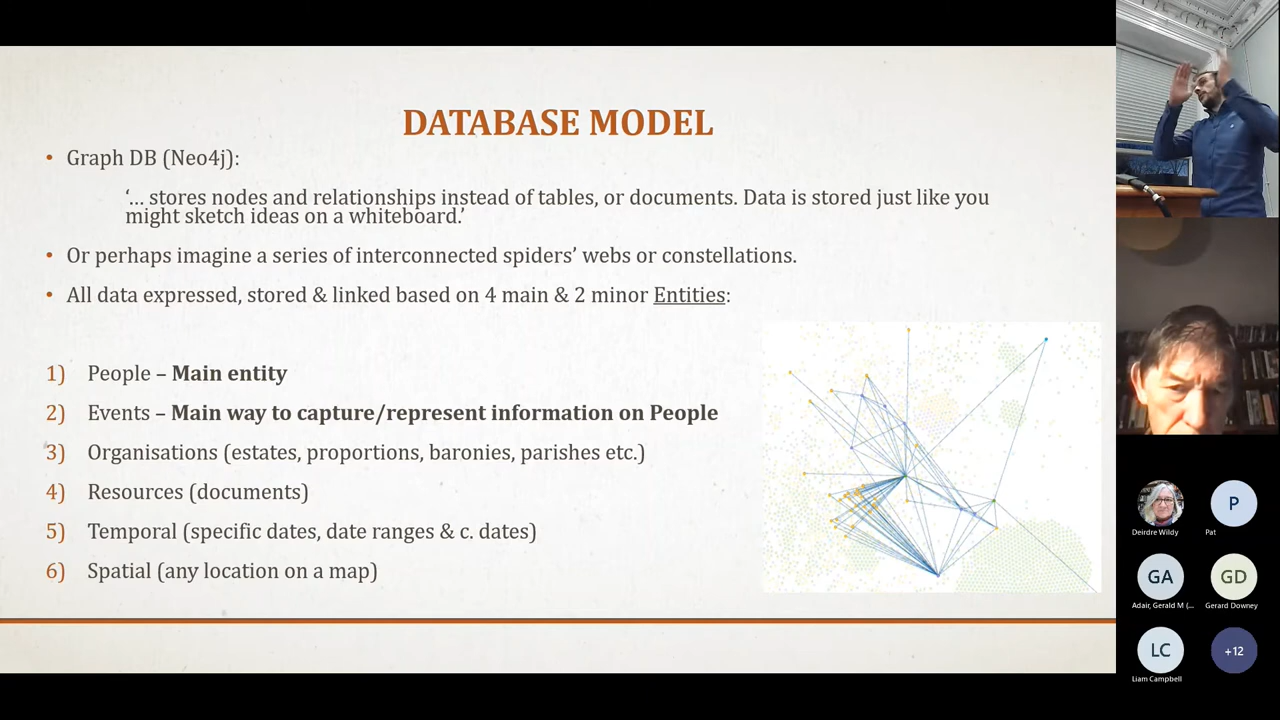 DATABASE MODEL
• Graph DB (Neo4j):
‘... stores nodes and relationships instead of tables, or documents. Data is stored just like you
might sketch ideas on a whiteboard.’
• Or perhaps imagine a series of interconnected spiders’ webs or constellations.
• All data expressed, stored & linked based on 4 main & 2 minor Entities:
1) People – Main entity
2) Events – Main way to capture/represent information on People
3) Organisations (estates, proportions, baronies, parishes etc.)
4) Resources (documents)
5) Temporal (specific dates, date ranges & c. dates)
6) Spatial (any location on a map)
P
Deirdre Wildy
Pat
GA
GD
Adair, Gerald M (...
Gerard Downey
LC
+12
Liam Campbell